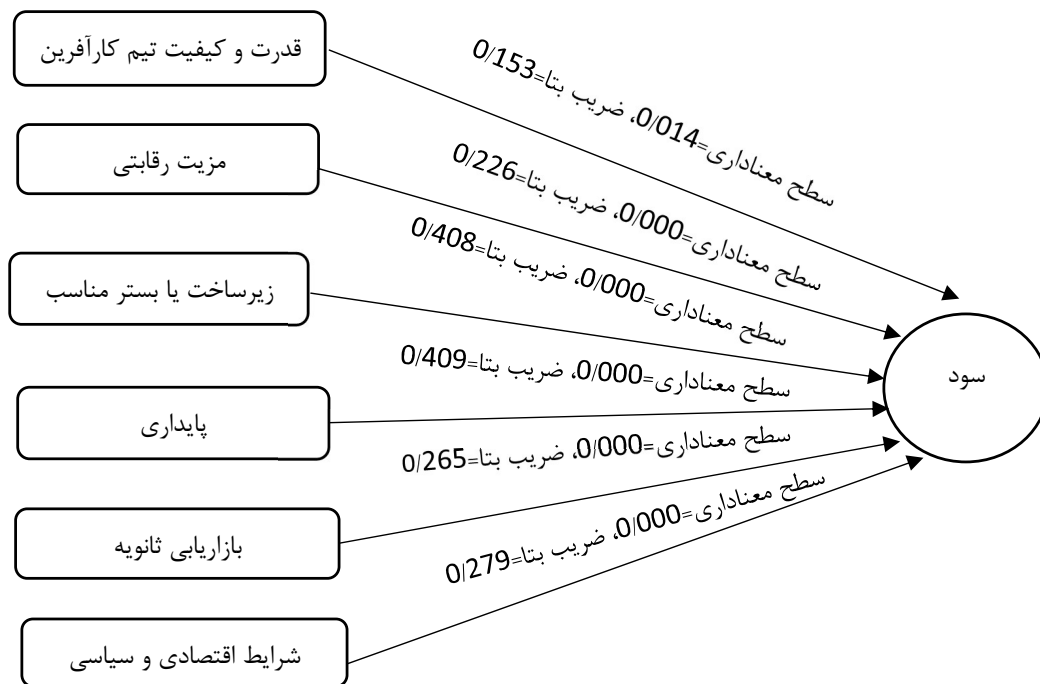 قدرت و کیفیت تیم کارآفرین
سطح معناداری=0/014، ضریب بتا=0/153
مزیت رقابتی
سطح معناداری=0/000، ضریب بتا=0/226
زیرساخت یا بستر مناسب
سطح معناداری=0/000، ضریب بتا=0/408
پایداری
سطح معناداری=0/000، ضریب بتا=0/409
بازاریابی ثانویه
سطح معناداری=0/000، ضریب بتا=0/265
شرایط اقتصادی و سیاسی
سطح معناداری=0/000، ضریب بتا=0/279
سود